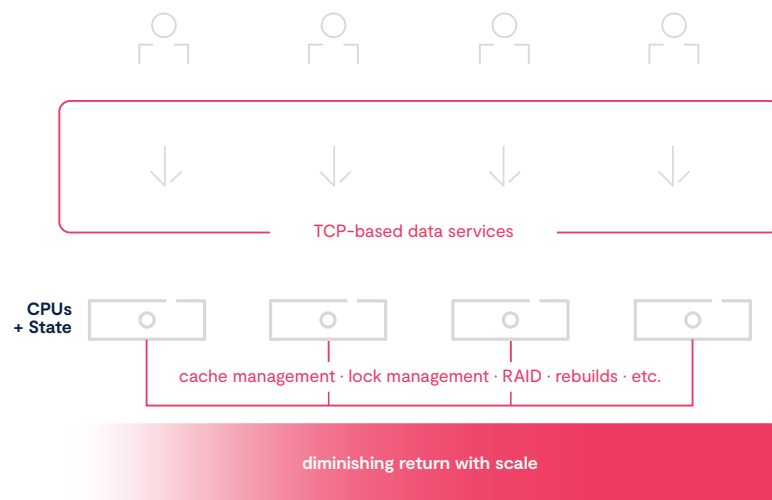 TCP-based data services
CPUs
+ State
cache management · lock management · RAID · rebuilds · etc.
diminishing return with scale